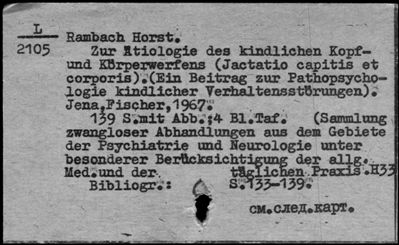 L
2105
Rambach Horst.
Zur Ätiologie des kindlichen Kopf-
und Körperwerfens (Jactatio capitis et
corporis).(Ein Beitrag zur Pathopsycho-
logie kindlicher Verhaltensstörungen).
Jena,Fischer,1967.
139 S.mit Abb.;4 Bl.Taf. (Sammlung
zwangloser Abhandlungen aus dem Gebiete
der Psychiatrie und Neurologie unter
besonderer Berücksichtigung der allg.
Med.und der täglichen Praxis.H33
Bibliogr.: S.133-139.
см.след.карт.